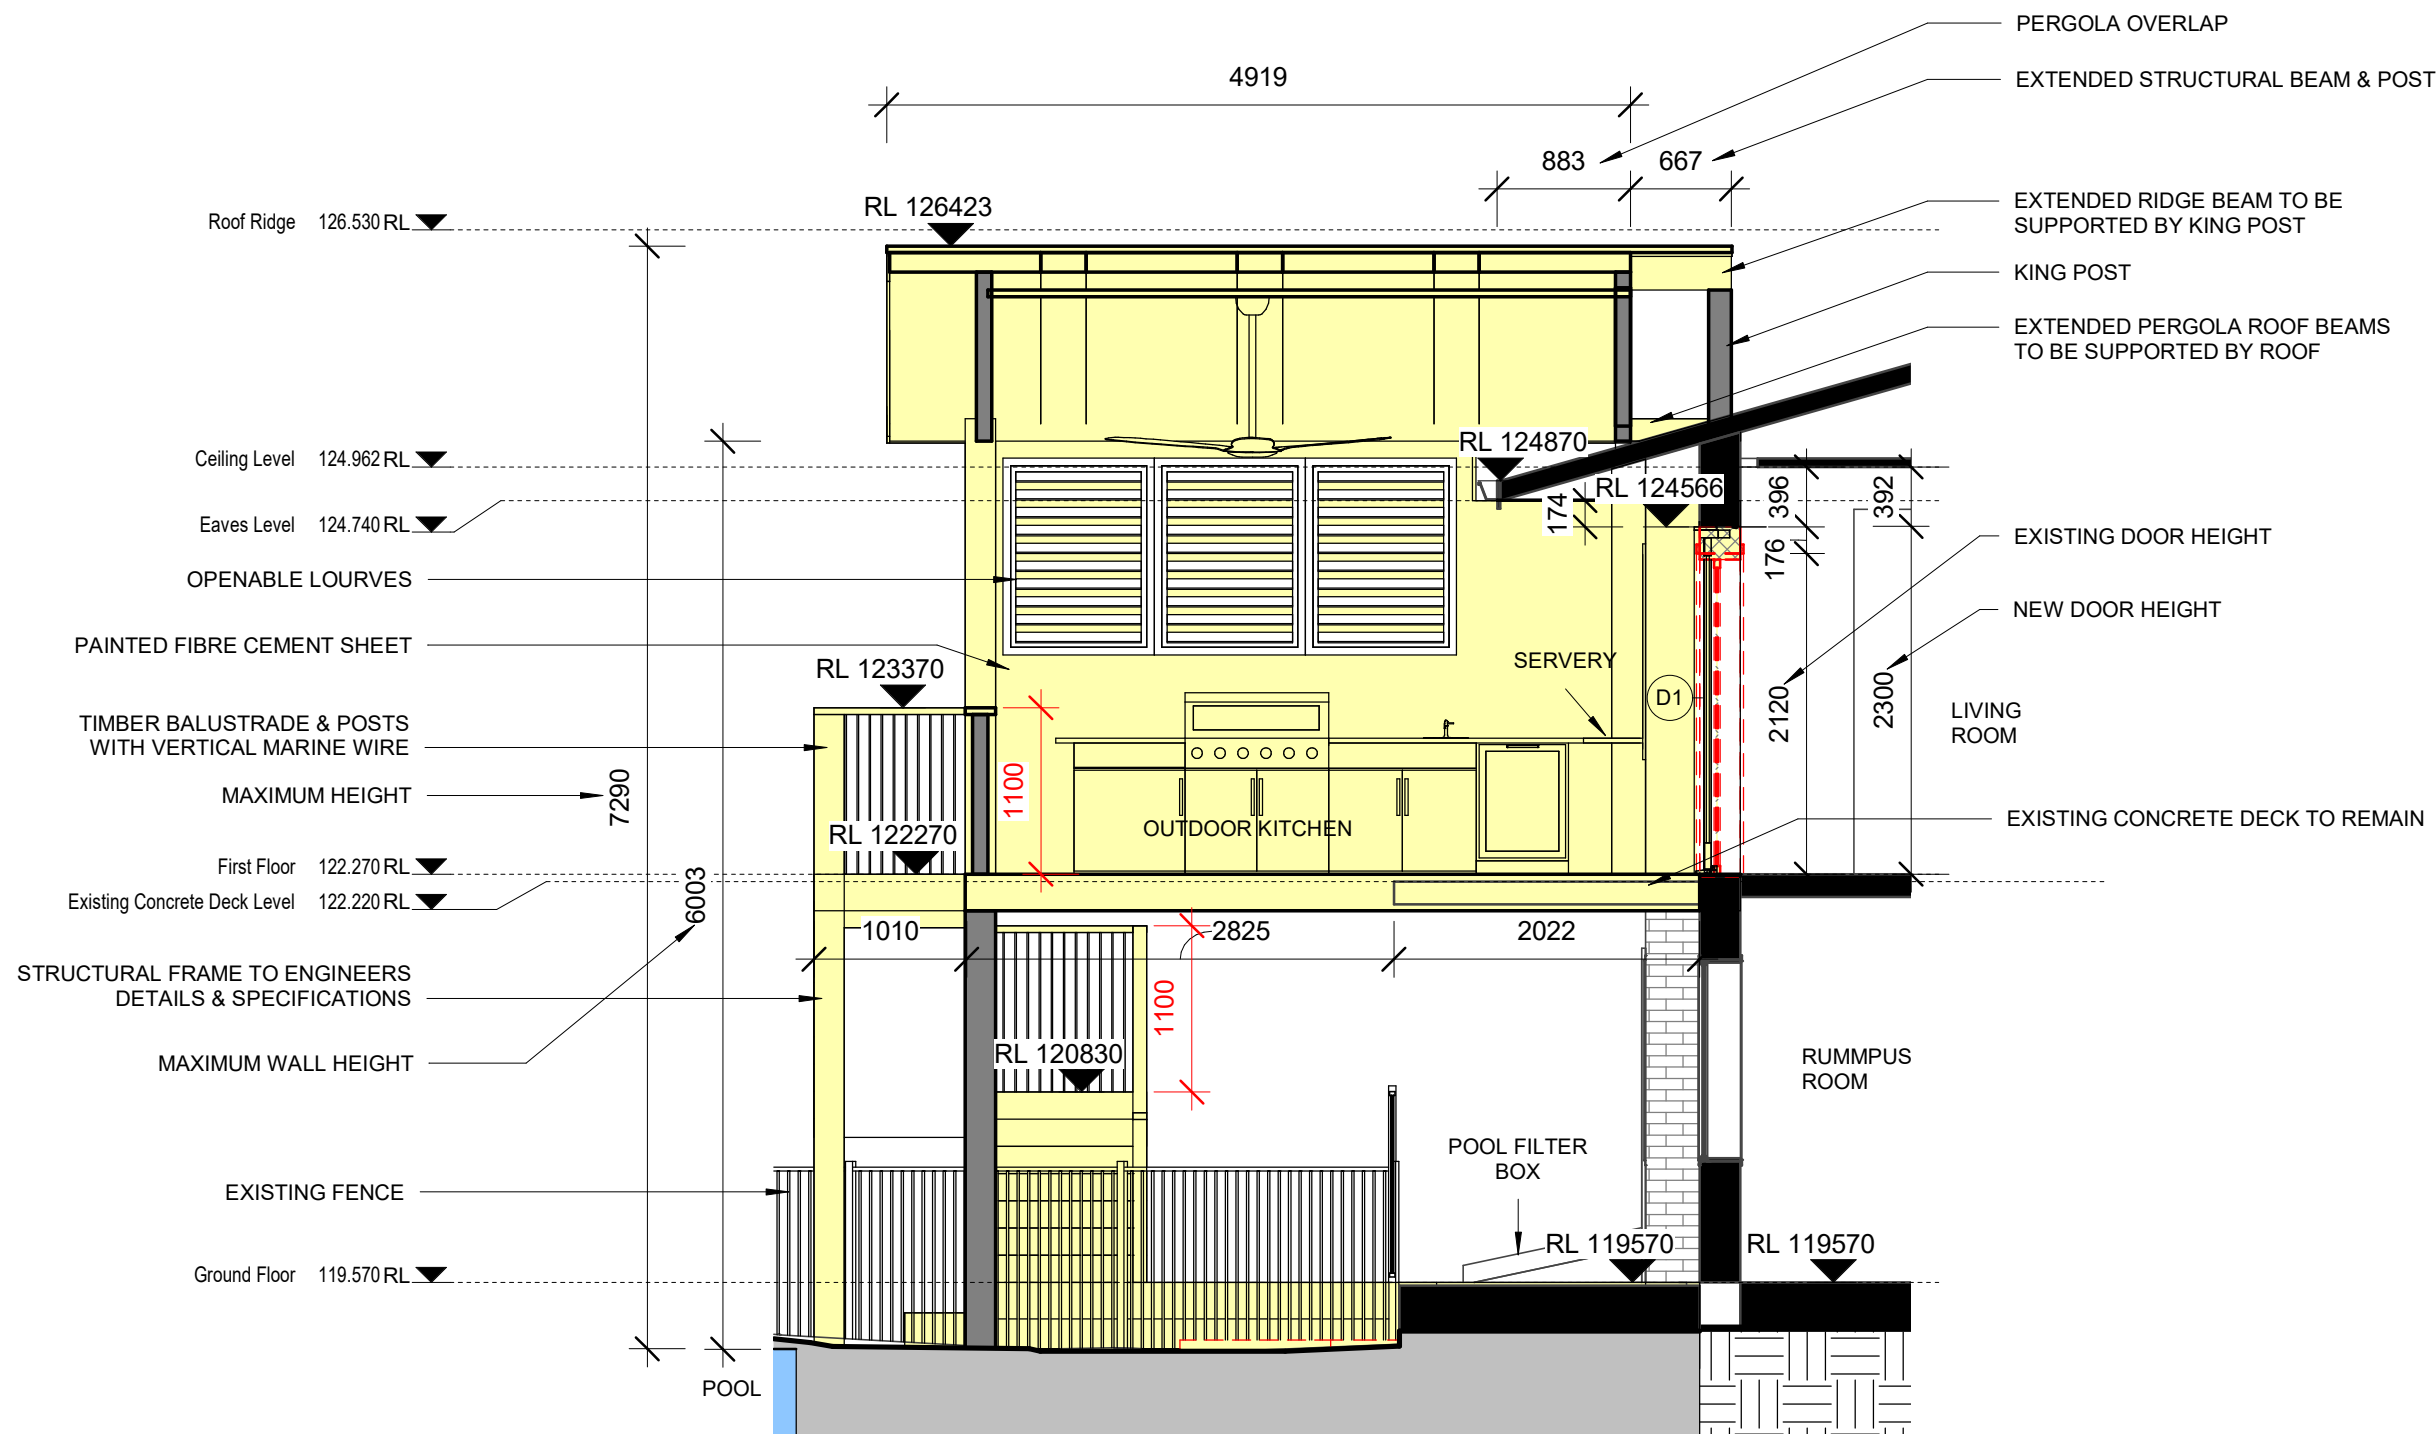 PERGOLA OVERLAP
4919
EXTENDED STRUCTURAL BEAM & POST
883
667
RL 126423
Roof Ridge 126.530 RL
EXTENDED RIDGE BEAM TO BE
SUPPORTED BY KING POST
KING POST
EXTENDED PERGOLA ROOF BEAMS
TO BE SUPPORTED BY ROOF
Ceiling Level 124.962 RL
RL 124870
RL 124566
174
396
392
Eaves Level 124.740 RL
EXISTING DOOR HEIGHT
176
OPENABLE LOURVES
NEW DOOR HEIGHT
PAINTED FIBRE CEMENT SHEET
RL 123370
SERVERY
D1
2120
2300
LIVING
ROOM
TIMBER BALUSTRADE & POSTS
WITH VERTICAL MARINE WIRE
MAXIMUM HEIGHT
7290
1100
RL 122270
OUTDOOR KITCHEN
EXISTING CONCRETE DECK TO REMAIN
First Floor 122.270 RL
Existing Concrete Deck Level 122.220 RL
6003
1010
2825
2022
STRUCTURAL FRAME TO ENGINEERS
DETAILS & SPECIFICATIONS
1100
MAXIMUM WALL HEIGHT
RL 120830
RUMMPUS
ROOM
POOL FILTER
BOX
EXISTING FENCE
RL 119570
RL 119570
Ground Floor 119.570 RL
POOL